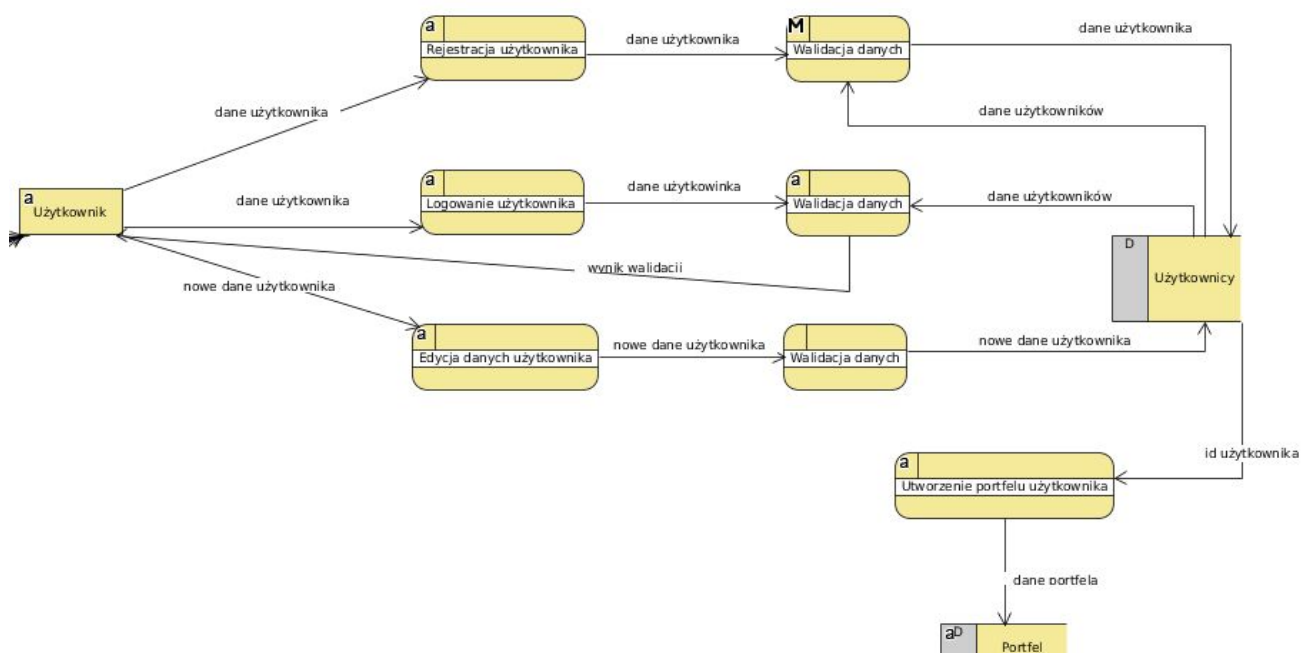 a
Rejestracja użytkownika
dane użytkownika
M
Walidacja danych
dane użytkownika
dane użytkownika
dane użytkowników
a
Użytkownik
dane użytkownika
a
Logowanie użytkownika
dane użytkowinka
a
Walidacja danych
dane użytkowników
D
Użytkownicy
wynik walidacji
nowe dane użytkownika
a
Edycja danych użytkownika
nowe dane użytkownika
Walidacja danych
nowe dane użytkownika
id użytkownika
a
Utworzenie portfelu użytkownika
dane portfela
a D
Portfel